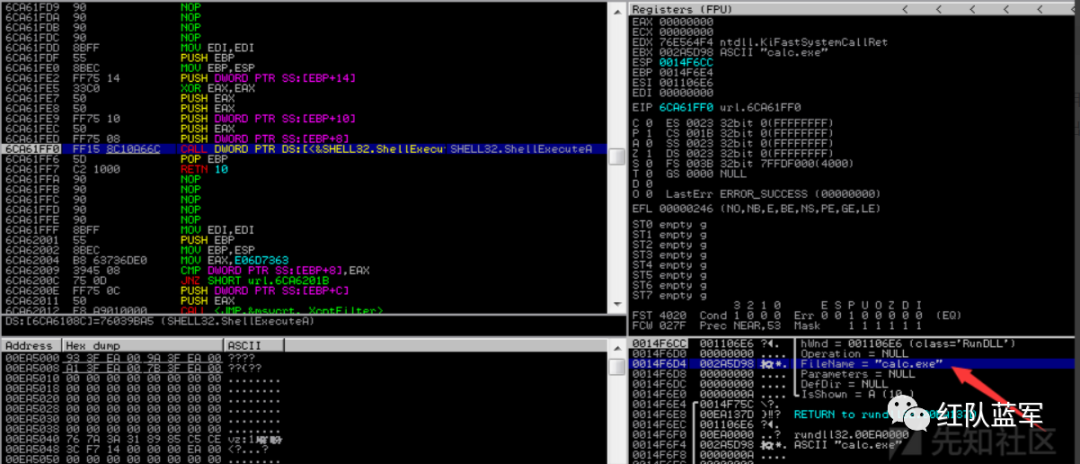 6CA61FD9 90 NOP
6CA61FDA 90 NOP
6CA61FDB 90 NOP
6CA61FDC 90 NOP
6CA61FDD 8BFF MOV EDI,EDI
6CA61FDF 55 PUSH EBP
6CA61FE0 8BEC MOV EBP,ESP
6CA61FE2 FF75 14 PUSH DWORD PTR SS:[EBP+14]
6CA61FE5 33C0 XOR EAX,EAX
6CA61FE7 50 PUSH EAX
6CA61FE8 50 PUSH EAX
6CA61FE9 FF75 10 PUSH DWORD PTR SS:[EBP+10]
6CA61FEC 50 PUSH EAX
6CA61FED FF75 08 PUSH DWORD PTR SS:[EBP+8]
6CA61FF0 FF15 8C10A66C CALL DWORD PTR DS:[<&SHELL32.ShellExecu SHELL32.ShellExecuteA
6CA61FF6 5D POP EBP
6CA61FF7 C2 1000 RETN 10
6CA61FFA 90 NOP
6CA61FFB 90 NOP
6CA61FFC 90 NOP
6CA61FFD 90 NOP
6CA61FFE 90 NOP
6CA61FFF 8BFF MOV EDI,EDI
6CA62001 55 PUSH EBP
6CA62002 8BEC MOV EBP,ESP
6CA62004 B8 63736DE0 MOV EAX,E06D7363
6CA62009 3945 08 CMP DWORD PTR SS:[EBP+8],EAX
6CA6200C 75 0D JNZ SHORT url.6CA6201B
6CA6200E FF75 0C PUSH DWORD PTR SS:[EBP+C]
6CA62011 50 PUSH EAX
6CA62012 E8 A9010000 CALL <JMP.&msvcrt._XcptFilter>
DS:[6CA6108C]=76039BA5 (SHELL32.ShellExecuteA)
Registers (FPU) < < < < < <
EAX 00000000
ECX 00000000
EDX 76E564F4 ntdll.KiFastSystemCallRet
EBX 002A5D98 ASCII "calc.exe"
ESP 0014F6CC
EBP 0014F6E4
ESI 001106E6
EDI 00000000
EIP 6CA61FF0 url.6CA61FF0
C 0 ES 0023 32bit 0(FFFFFFFF)
P 1 CS 001B 32bit 0(FFFFFFFF)
A 0 SS 0023 32bit 0(FFFFFFFF)
Z 1 DS 0023 32bit 0(FFFFFFFF)
S 0 FS 003B 32bit 7FFDF000(4000)
T 0 GS 0000 NULL
D 0
O 0 LastErr ERROR_SUCCESS (00000000)
EFL 00000246 (NO,NB,E,BE,NS,PE,GE,LE)
ST0 empty g
ST1 empty g
ST2 empty g
ST3 empty g
ST4 empty g
ST5 empty g
ST6 empty g
ST7 empty g
3 2 1 0 E S P U O Z D I
FST 4020 Cond 1 0 0 0 Err 0 0 1 0 0 0 0 0 (EQ)
FCW 027F Prec NEAR,53 Mask 1 1 1 1 1 1
Address Hex dump ASCII
00EA5000 93 3F EA 00 9A 3F EA 00 ????
00EA5008 A1 3F EA 00 7B 3F EA 00 ??{??
00EA5010 00 00 00 00 00 00 00 00 ........
00EA5018 00 00 00 00 00 00 00 00 ........
00EA5020 00 00 00 00 00 00 00 00 ........
00EA5028 00 00 00 00 00 00 00 00 ........
00EA5030 00 00 00 00 00 00 00 00 ........
00EA5038 00 00 00 00 00 00 00 00 ........
00EA5040 76 7A 3A 31 89 85 C5 CE vz:1
00EA5048 3C F7 14 00 00 00 EA 00 <?...?
00EA5050 00 00 00 00 00 00 00 00 ........
0014F6CC 001106E6 hWnd = 001106E6 (class='RunDLL')
0014F6D0 00000000 .... Operation = NULL
0014F6D4 002A5D98 FileName = "calc.exe"
0014F6D8 00000000 .... Parameters = NULL
0014F6DC 00000000 .... DefDir = NULL
0014F6E0 0000000A .... IsShown = A (10.)
0014F6E4 0014F75C
0014F6E8 00EA137D RETURN to
0014F6EC 001106E6
0014F6F0 00EA0000 ..? rundll32.00EA0000
0014F6F4 002A5D98 ASCII "calc.exe"
0014F6F8 0000000A
红队蓝军
先知社区